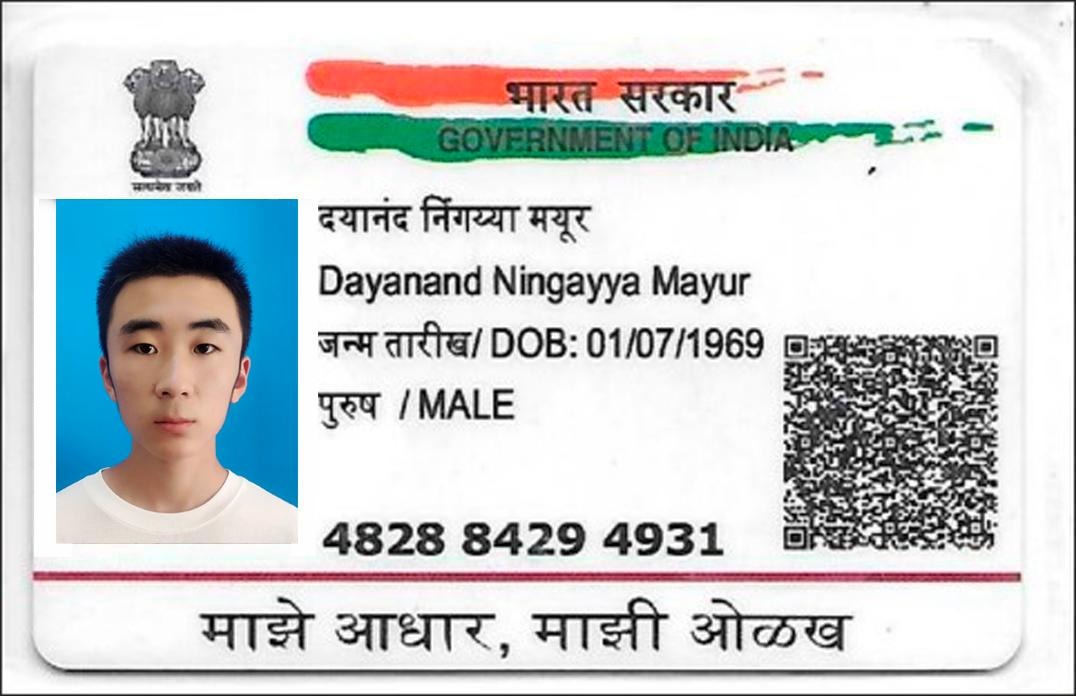 सत्यमेव जयते
भारत सरकार
GOVERNMENT OF INDIA
दयानंद निंगय्या मयूर
Dayanand Ningayya Mayur
जन्म तारीख/ DOB: 01/07/1969
पुरुष / MALE
4828 8429 4931
माझे आधार, माझी ओळख